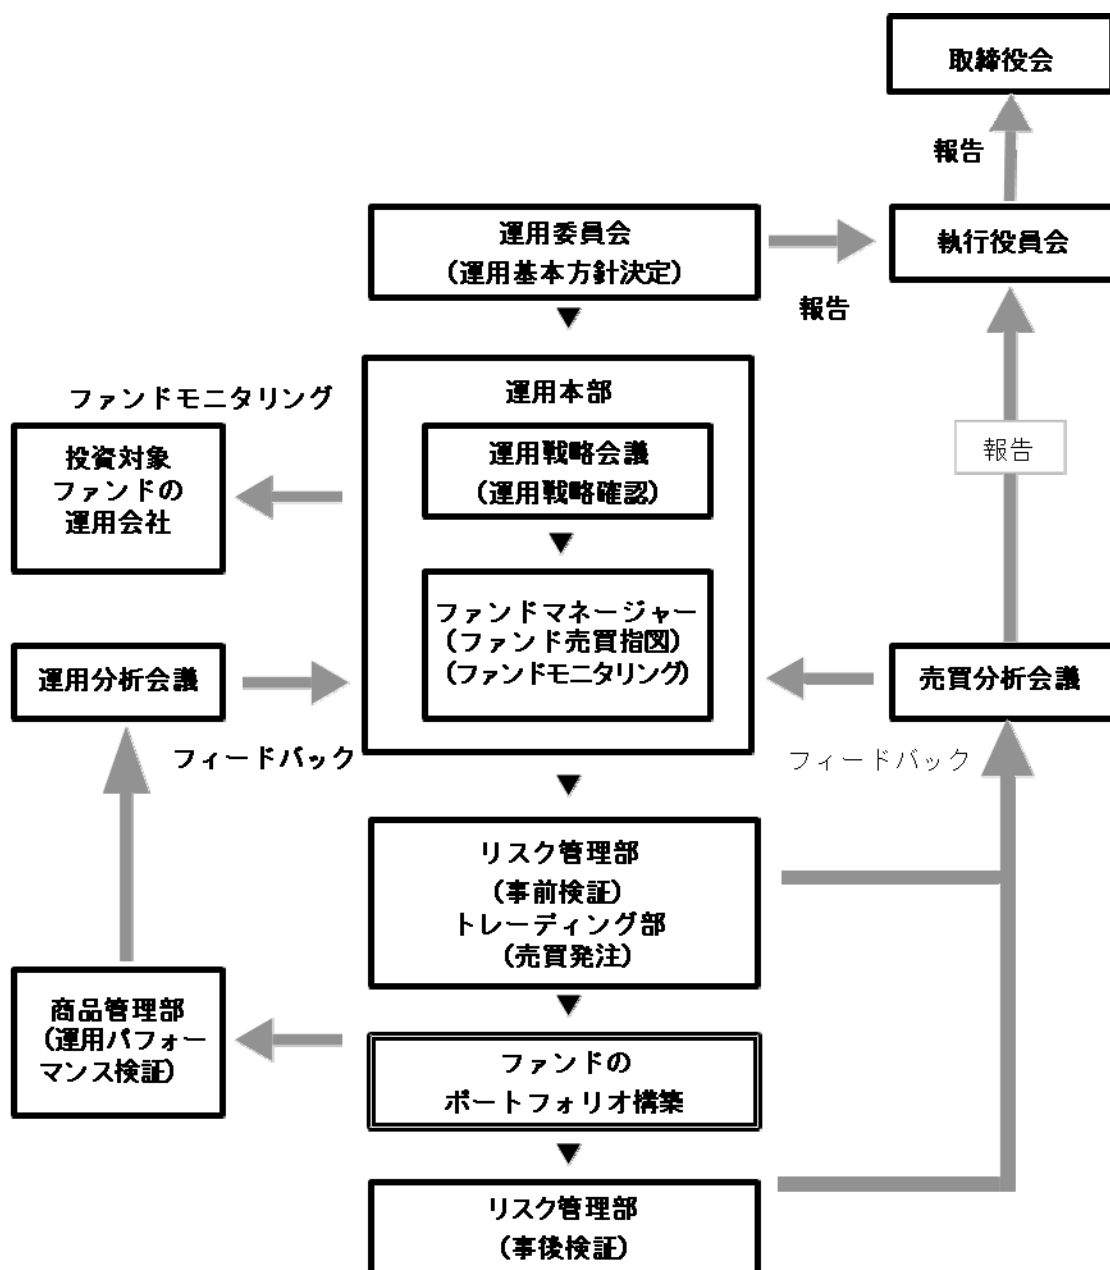 取締役会
報告
運用委員会
(運用基本方針決定)
執行役員会
報告
運用本部
ファンドモニタリング
投資対象
ファンドの
運用会社
運用戦略会議
(運用戦略確認)
報告
ファンドマネージャー
(ファンド売買指図)
(ファンドモニタリング)
運用分析会議
売買分析会議
フィードバック
フィードバック
リスク管理部
(事前検証)
トレーディング部
(売買発注)
商品管理部
(運用パフォー
マンス検証)
ファンドの
ポートフォリオ構築
リスク管理部
(事後検証)